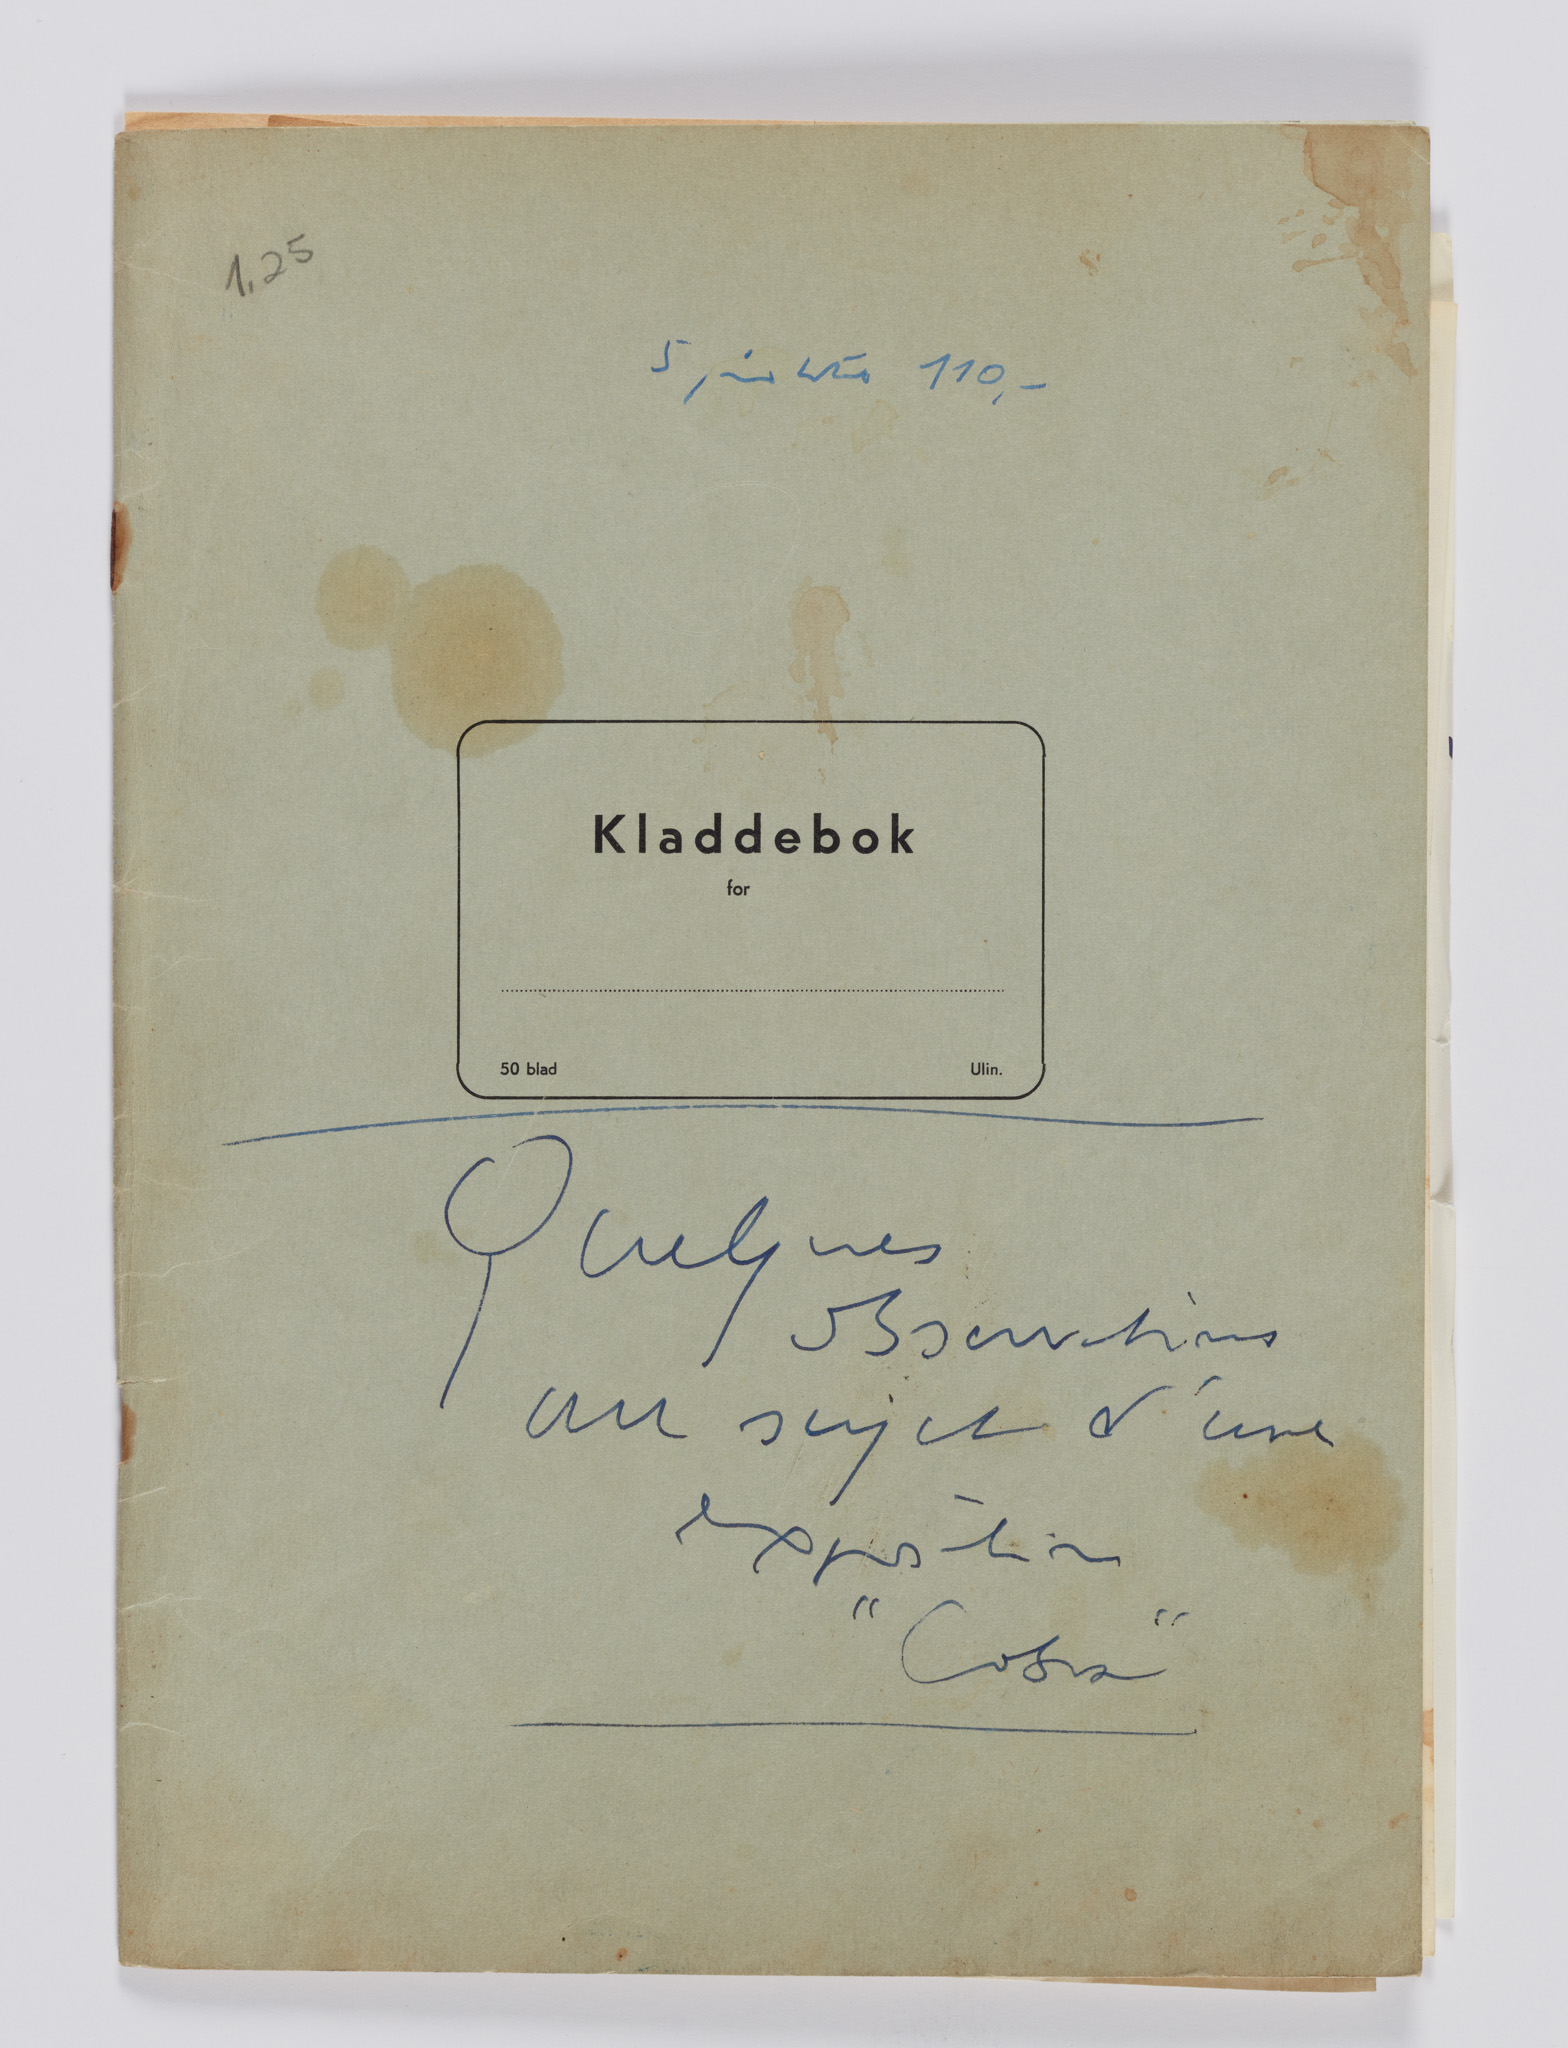 1,25
5 110,-
Kladdebok
for
50 blad Ulin.
Quelques
observations
au sujet d'une
exposition
"Cobra"